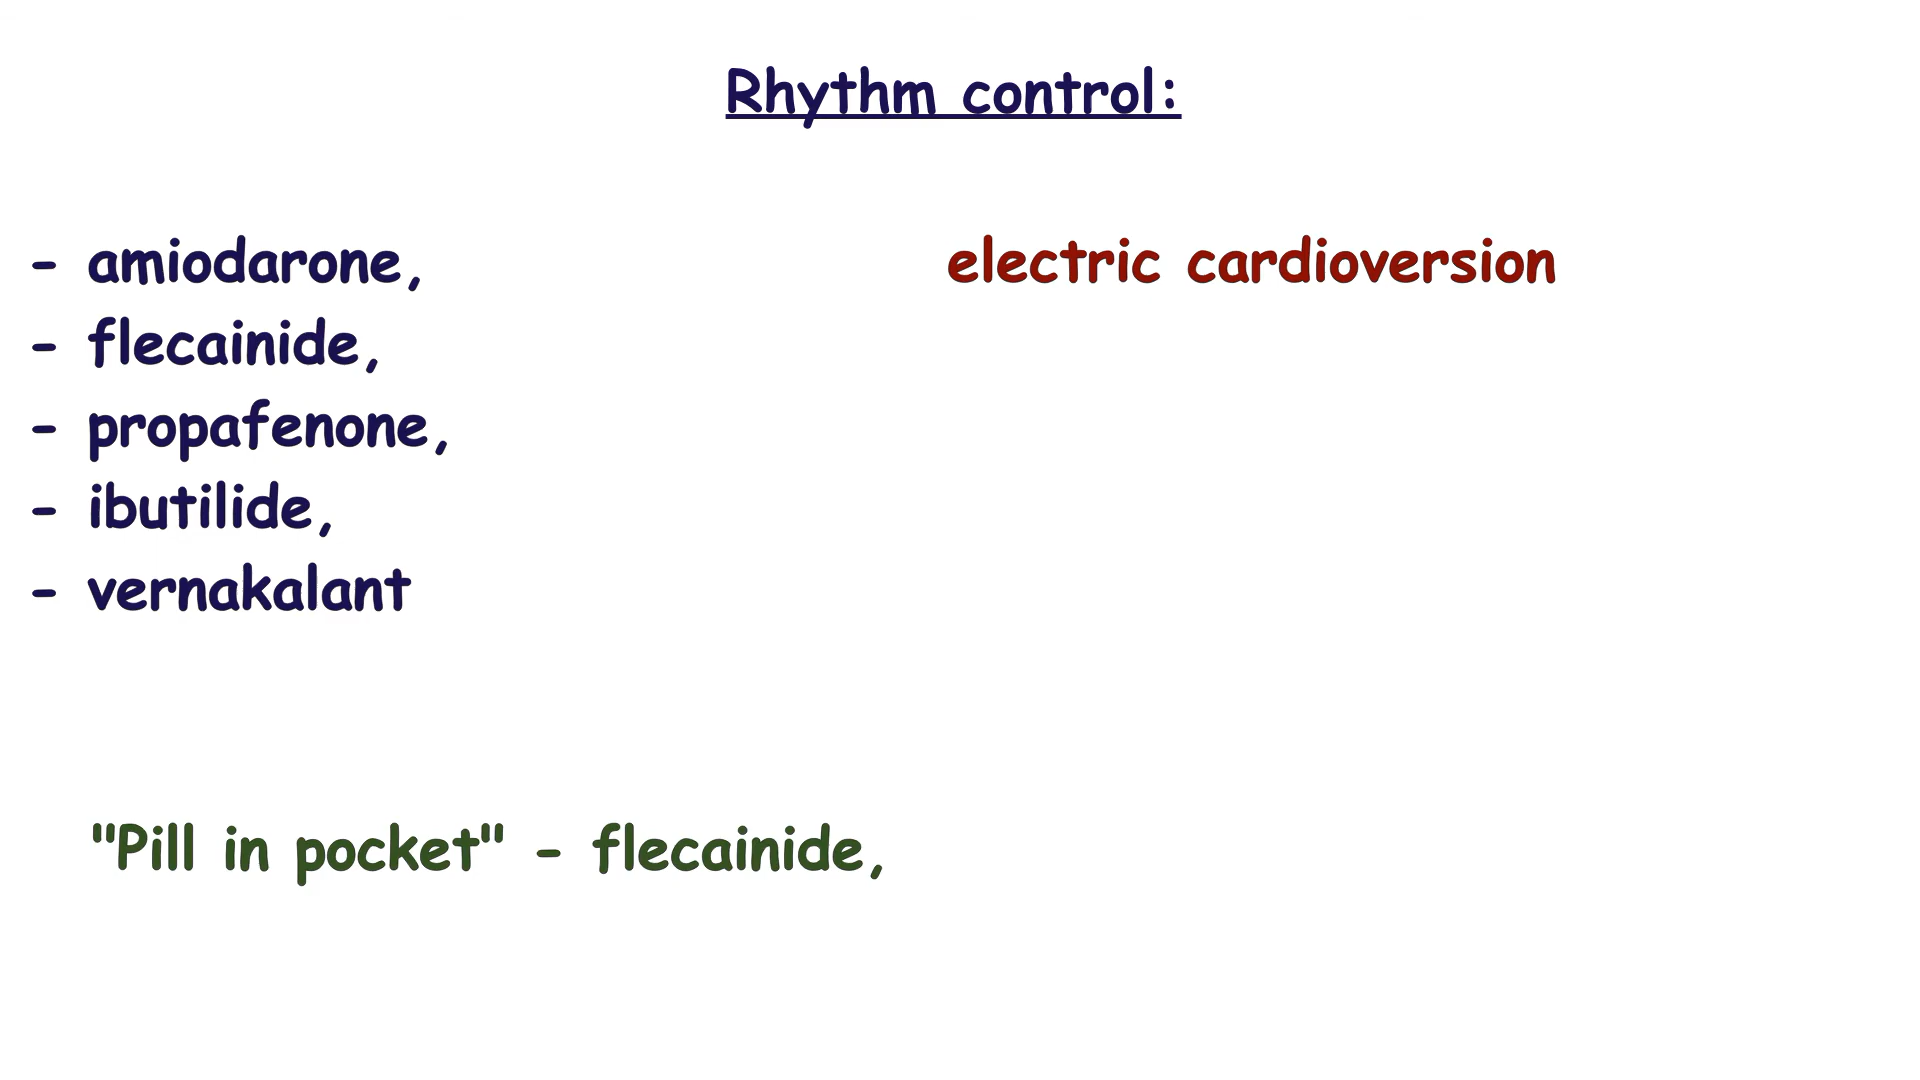 Rhythm control:
- amiodarone,
- flecainide,
- propafenone,
- ibutilide,
- vernakalant
electric cardioversion
"Pill in pocket" - flecainide,